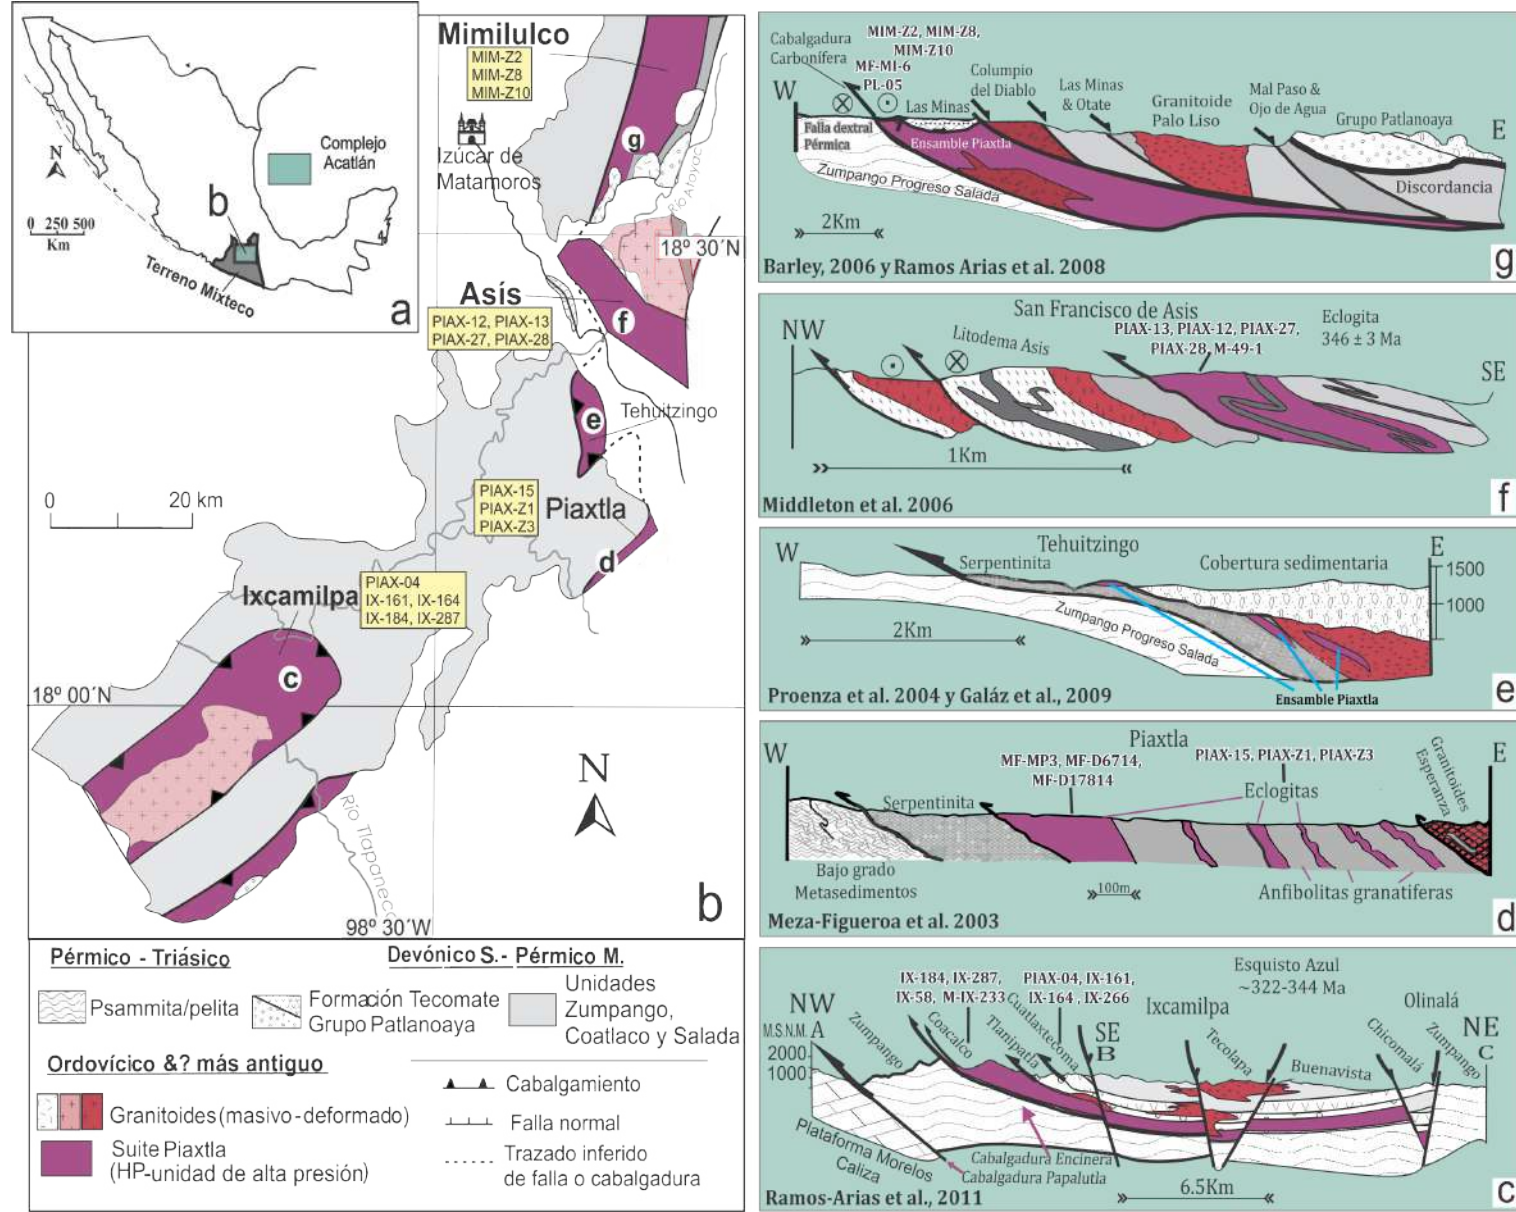 Complejo
Acatlán
N
0 250 500
Km
b
Terreno Mixteco
a
Mimilulco
MIM-Z2
MIM-Z8
MIM-Z10
g
Izúcar de
Matamoros
Río Atoyac
18º 30´N
Asís
PIAX-12, PIAX-13
PIAX-27, PIAX-28
f
e
Tehuitzingo
0 20 km
PIAX-15
PIAX-Z1
PIAX-Z3
Piaxtla
d
Ixcamilpa
PIAX-04
IX-161, IX-164
IX-184, IX-287
c
18º 00´N
N
Río Tlapaneco
98º 30´W
b
Pérmico - Triásico
Devónico S.- Pérmico M.
Psammita/pelita
Formación Tecomate
Grupo Patlanoaya
Unidades
Zumpango,
Coatlaco y Salada
Ordovícico &? más antiguo
Granitoides (masivo-deformado)
Suite Piaxtla
(HP-unidad de alta presión)
Cabalgamiento
Falla normal
Trazado inferido
de falla o cabalgadura
Cabalgadura
Carbonífera
MIM-Z2, MIM-Z8,
MIM-Z10
MF-MI-6
PL-05
W
Las Minas
Columpio
del Diablo
Las Minas
& Otate
Granitoide
Palo Liso
Mal Paso &
Ojo de Agua
Grupo Patlanoaya
E
Falla dextral
Pérmica
Ensamble Piaxtla
Zumpango Progreso Salada
Discordancia
2Km
Barley, 2006 y Ramos Arias et al. 2008
g
San Francisco de Asis
NW
Litodema Asis
PIAX-13, PIAX-12, PIAX-27,
PIAX-28, M-49-1
Eclogita
346 ± 3 Ma
SE
1Km
Middleton et al. 2006
f
W
Tehuitzingo
Serpentinita
Cobertura sedimentaria
E
1500
1000
Zumpango Progreso Salada
2Km
Ensamble Piaxtla
Proenza et al. 2004 y Galáz et al., 2009
e
W
Piaxtla
MF-MP3, MF-D6714,
MF-D17814
PIAX-15, PIAX-Z1, PIAX-Z3
Granitoides
Esperanza
E
Serpentinita
Eclogitas
Bajo grado
Metasedimentos
100m
Anfibolitas granatiferas
Meza-Figueroa et al. 2003
d
IX-184, IX-287,
IX-58, M-IX-233
PIAX-04, IX-161,
IX-164, IX-266
Esquisto Azul
~322-344 Ma
NW
M.S.N.M. A
2000
1000
Zumpango
Coacalco
Tlanipatla
Cuatlaxtecoma
SE
B
Ixcamilpa
Tecolapa
Buenavista
Chicomalá
Olinalá
Zumpango
NE
C
Plataforma Morelos
Caliza
Cabalgadura Encinera
Cabalgadura Papalutla
6.5Km
Ramos-Arias et al., 2011
c